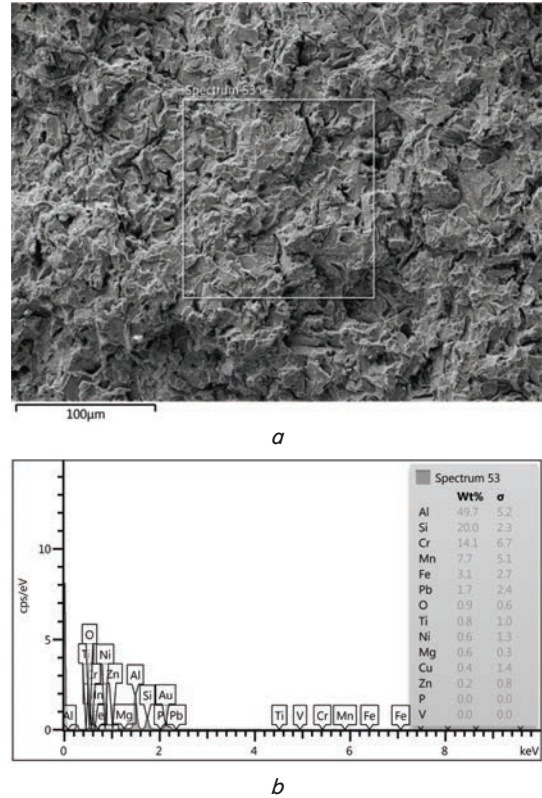 Spectrum 53
100µm
a
cps/eV
10
5
0
O
Ti
Cr
Ni
In
Zn
Al
Si
Au
Al
Fe
Mg
P
Pb
Ti
V
Cr
Mn
Fe
Fe
0
2
4
6
8
keV
Spectrum 53
Wt% σ
Al 49.7 5.2
Si 20.0 2.3
Cr 14.1 6.7
Mn 7.7 5.1
Fe 3.1 2.7
Pb 1.7 2.4
O 0.9 0.6
Ti 0.8 1.0
Ni 0.6 1.3
Mg 0.6 0.3
Cu 0.4 1.4
Zn 0.2 0.8
P 0.0 0.0
V 0.0 0.0
b